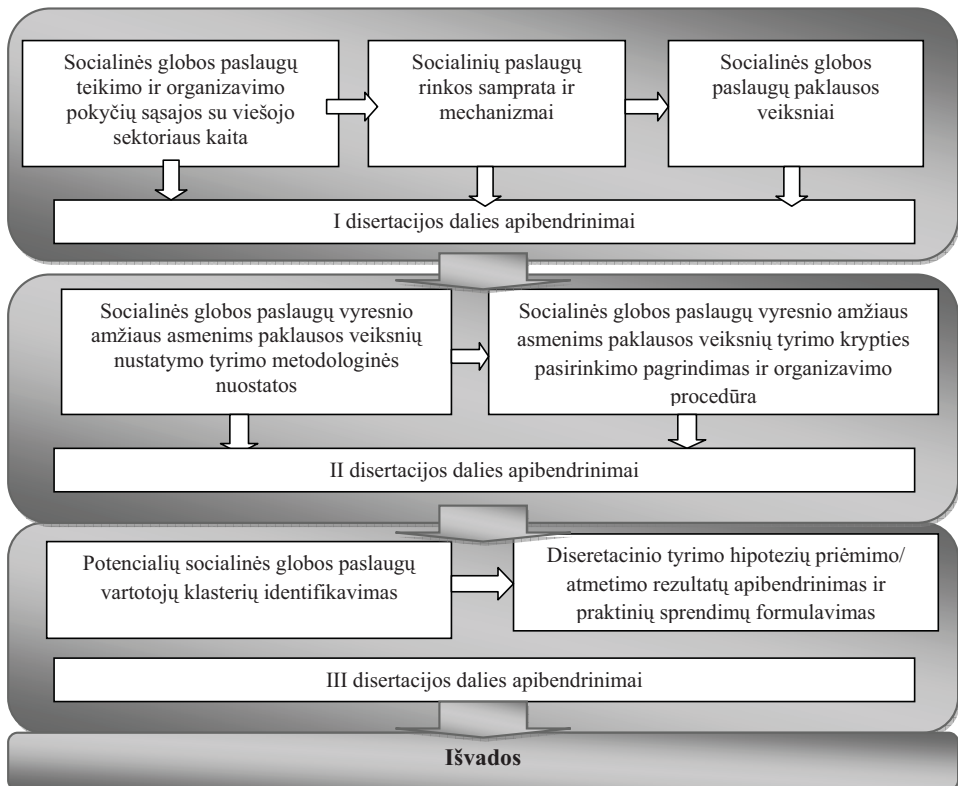 Socialinės globos paslaugų
teikimo ir organizavimo
pokyčių sąsajos su viešojo
sektoriaus kaita
Socialinių paslaugų
rinkos samprata ir
mechanizmai
Socialinės globos
paslaugų paklausos
veiksniai
I disertacijos dalies apibendrinimai
Socialinės globos paslaugų vyresnio
amžiaus asmenims paklausos veiksnių
nustatymo tyrimo metodologinės
nuostatos
Socialinės globos paslaugų vyresnio amžiaus
asmenims paklausos veiksnių tyrimo krypties
pasirinkimo pagrindimas ir organizavimo
procedūra
II disertacijos dalies apibendrinimai
Potencialių socialinės globos paslaugų
vartotojų klasterių identifikavimas
Diseretacinio tyrimo hipotezių priėmimo/
atmetimo rezultatų apibendrinimas ir
praktinių sprendimų formulavimas
III disertacijos dalies apibendrinimai
Išvados